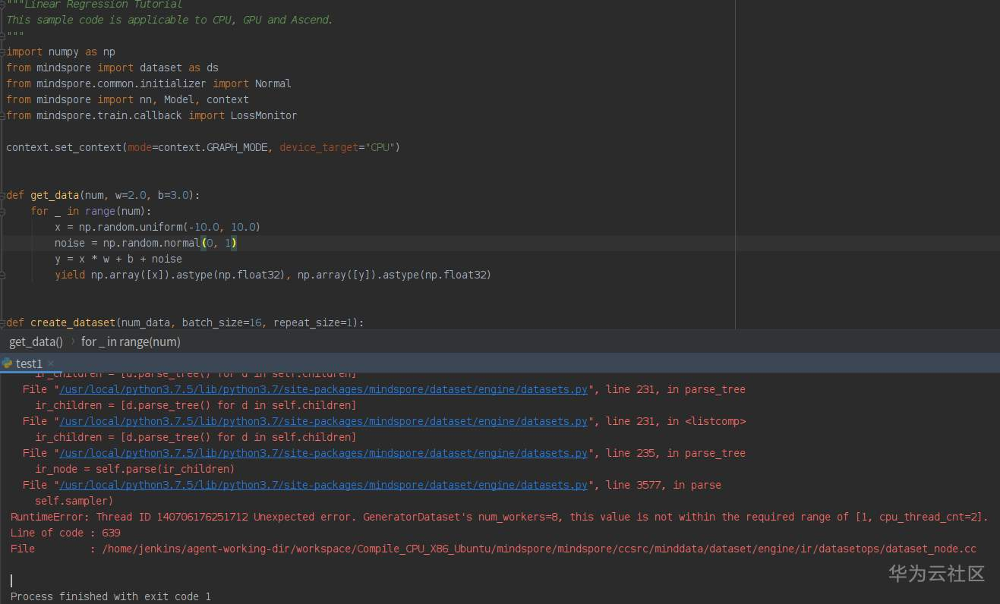 """Linear Regression Tutorial
This sample code is applicable to CPU, GPU and Ascend.
"""
import numpy as np
from mindspore import dataset as ds
from mindspore.common.initializer import Normal
from mindspore import nn, Model, context
from mindspore.train.callback import LossMonitor
context.set_context(mode=context.GRAPH_MODE, device_target="CPU")
def get_data(num, w=2.0, b=3.0):
    for _ in range(num):
        x = np.random.uniform(-10.0, 10.0)
        noise = np.random.normal(0, 1)
        y = x * w + b + noise
        yield np.array([x]).astype(np.float32), np.array([y]).astype(np.float32)
def create_dataset(num_data, batch_size=16, repeat_size=1):
get_data() › for _ in range(num)
test1 ×
    ir_children = [d.parse_tree() for d in self.children]
  File "/usr/local/python3.7.5/lib/python3.7/site-packages/mindspore/dataset/engine/datasets.py", line 231, in parse_tree
    ir_children = [d.parse_tree() for d in self.children]
  File "/usr/local/python3.7.5/lib/python3.7/site-packages/mindspore/dataset/engine/datasets.py", line 231, in <listcomp>
    ir_children = [d.parse_tree() for d in self.children]
  File "/usr/local/python3.7.5/lib/python3.7/site-packages/mindspore/dataset/engine/datasets.py", line 235, in parse_tree
    ir_node = self.parse(ir_children)
  File "/usr/local/python3.7.5/lib/python3.7/site-packages/mindspore/dataset/engine/datasets.py", line 3577, in parse
    self.sampler)
RuntimeError: Thread ID 140706176251712 Unexpected error. GeneratorDataset's num_workers=8, this value is not within the required range of [1, cpu_thread_cnt=2].
Line of code : 639
File         : /home/jenkins/agent-working-dir/workspace/Compile_CPU_X86_Ubuntu/mindspore/mindspore/ccsrc/minddata/dataset/engine/ir/datasetops/dataset_node.cc
华为云社区
Process finished with exit code 1